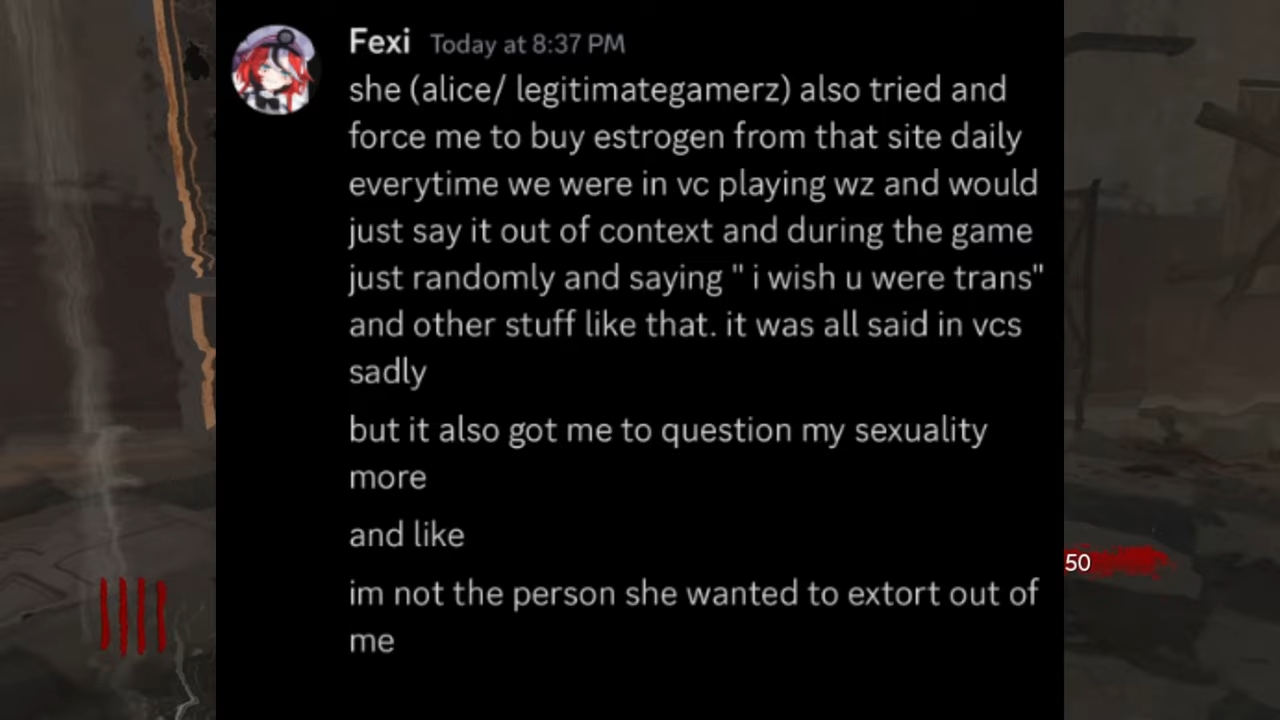 Fexi Today at 8:37 PM
she (alice/ legitimategamerz) also tried and
force me to buy estrogen from that site daily
everytime we were in vc playing wz and would
just say it out of context and during the game
just randomly and saying " i wish u were trans"
and other stuff like that. it was all said in vcs
sadly
but it also got me to question my sexuality
more
and like
im not the person she wanted to extort out of
me
50